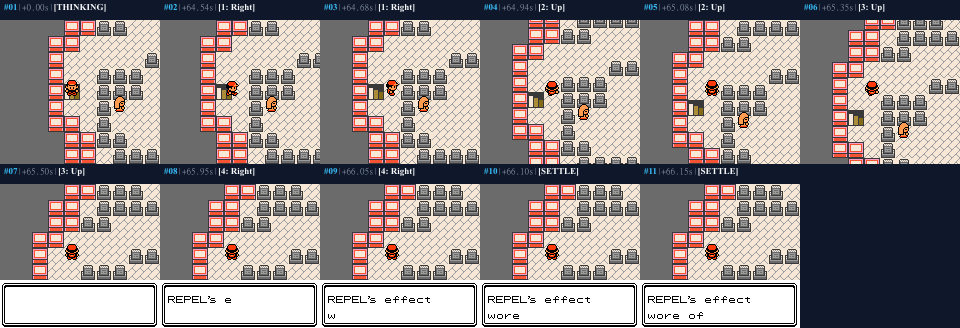 #01|+0.00s|[THINKING]
#02|+64.54s|[1: Right]
#03|+64.68s|[1: Right]
#04|+64.94s|[2: Up]
#05|+65.08s|[2: Up]
#06|+65.35s|[3: Up]
#07|+65.50s|[3: Up]
#08|+65.95s|[4: Right]
#09|+66.05s|[4: Right]
#10|+66.10s|[SETTLE]
#11|+66.15s|[SETTLE]
REPEL's e
REPEL's effect
w
REPEL's effect
wore
REPEL's effect
wore of